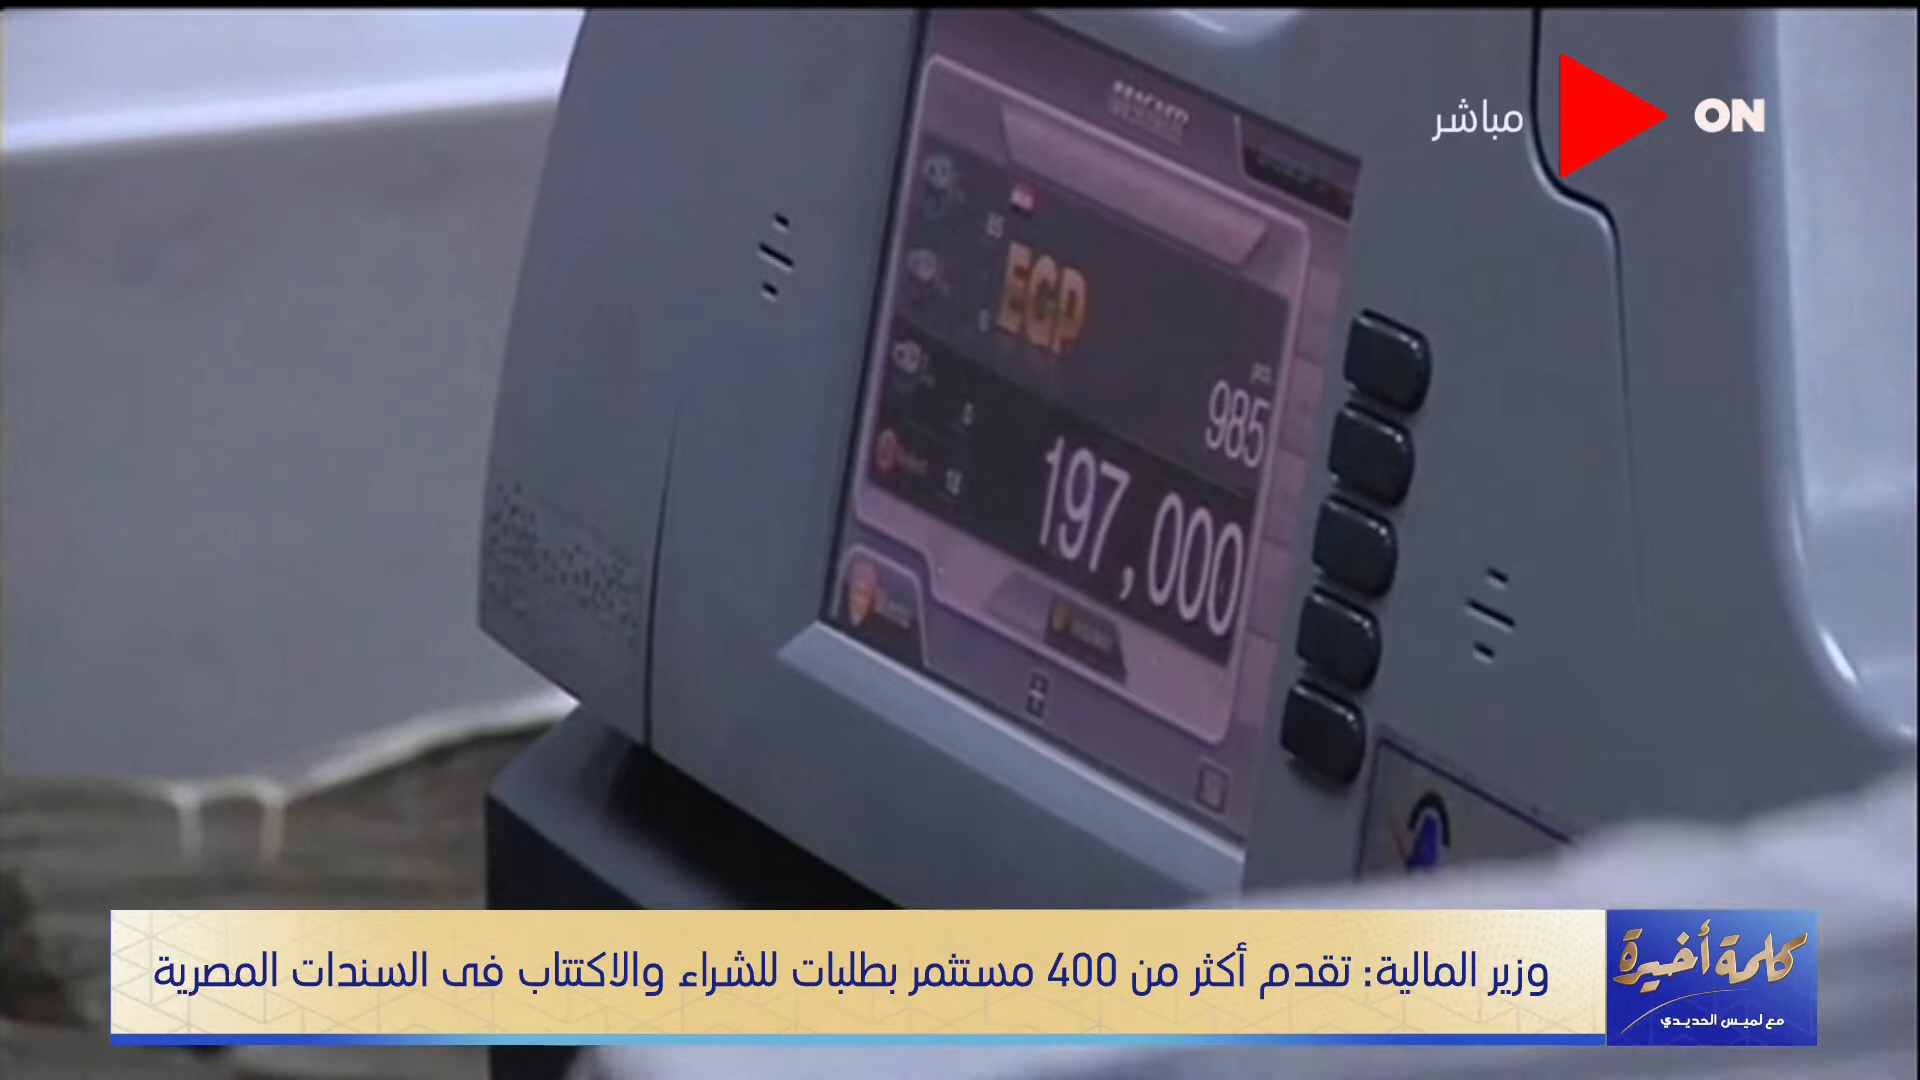 مباشر
ON
EGP
985
197,000
وزير المالية: تقدم أكثر من 400 مستثمر بطلبات للشراء والاكتتاب فى السندات المصرية
كلمة أخيرة
مع لميس الحديدي